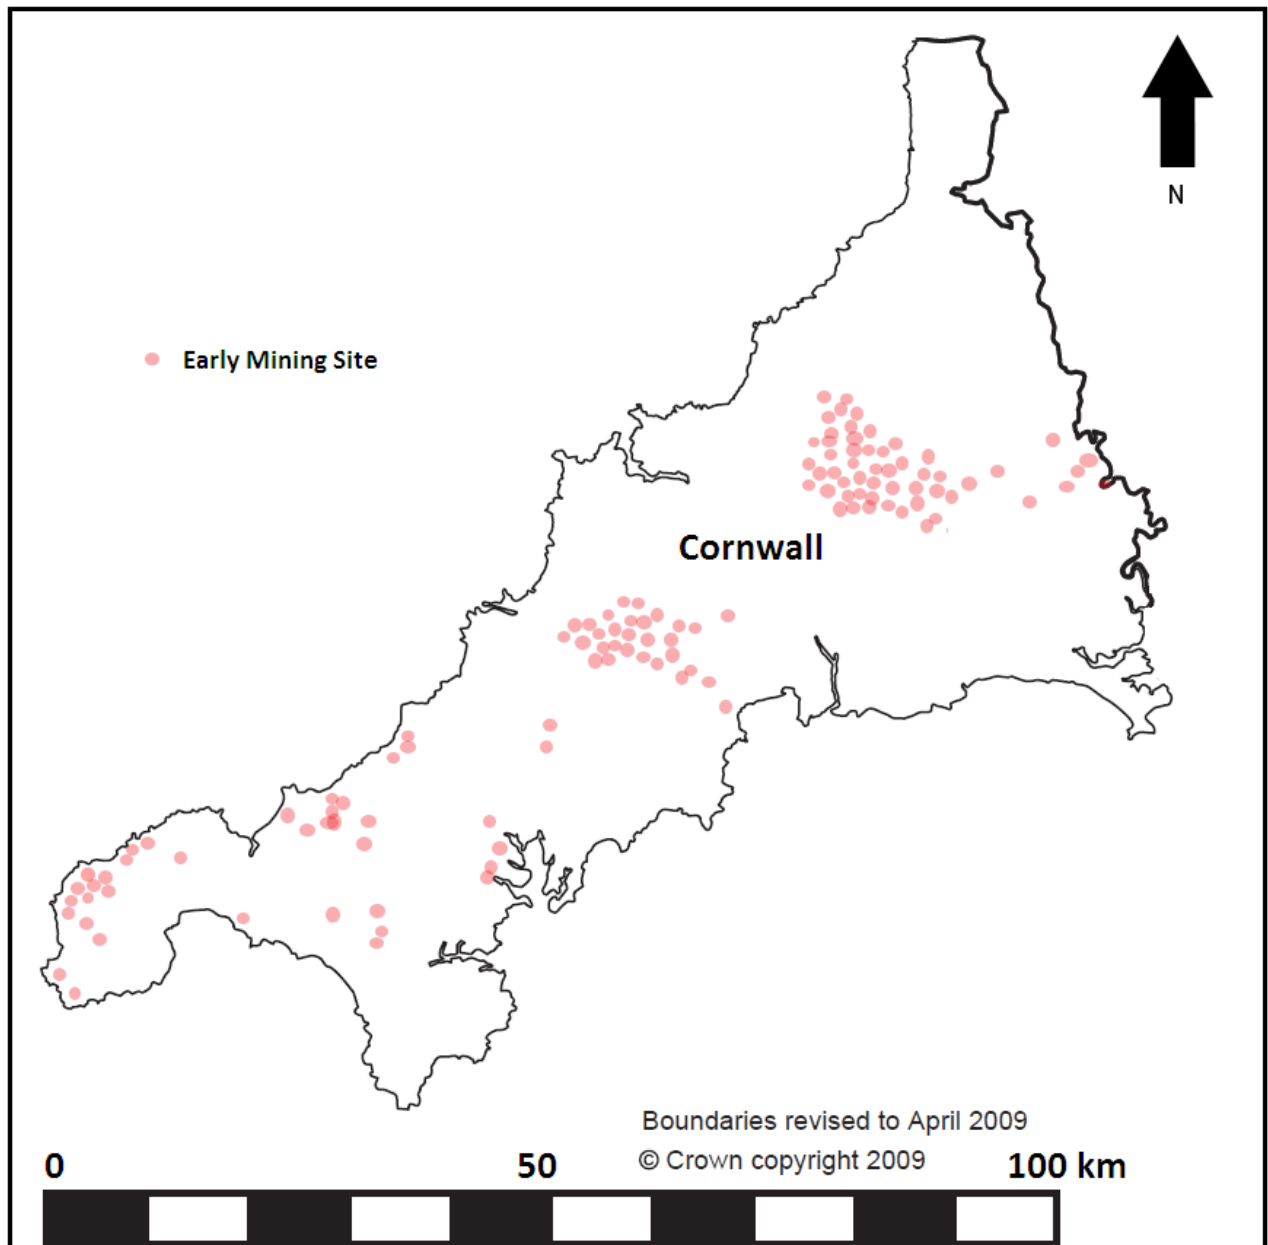 N
Early Mining Site
Cornwall
Boundaries revised to April 2009
© Crown copyright 2009
0 50 100 km